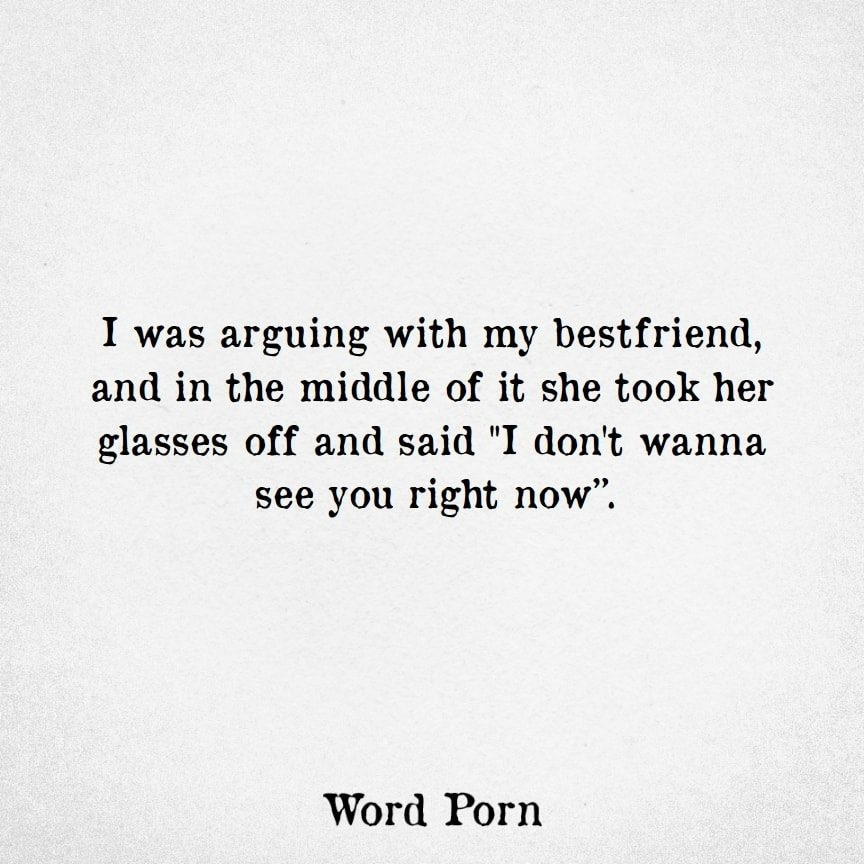 I was arguing with my bestfriend,
and in the middle of it she took her
glasses off and said "I don't wanna
see you right now”.
Word Porn